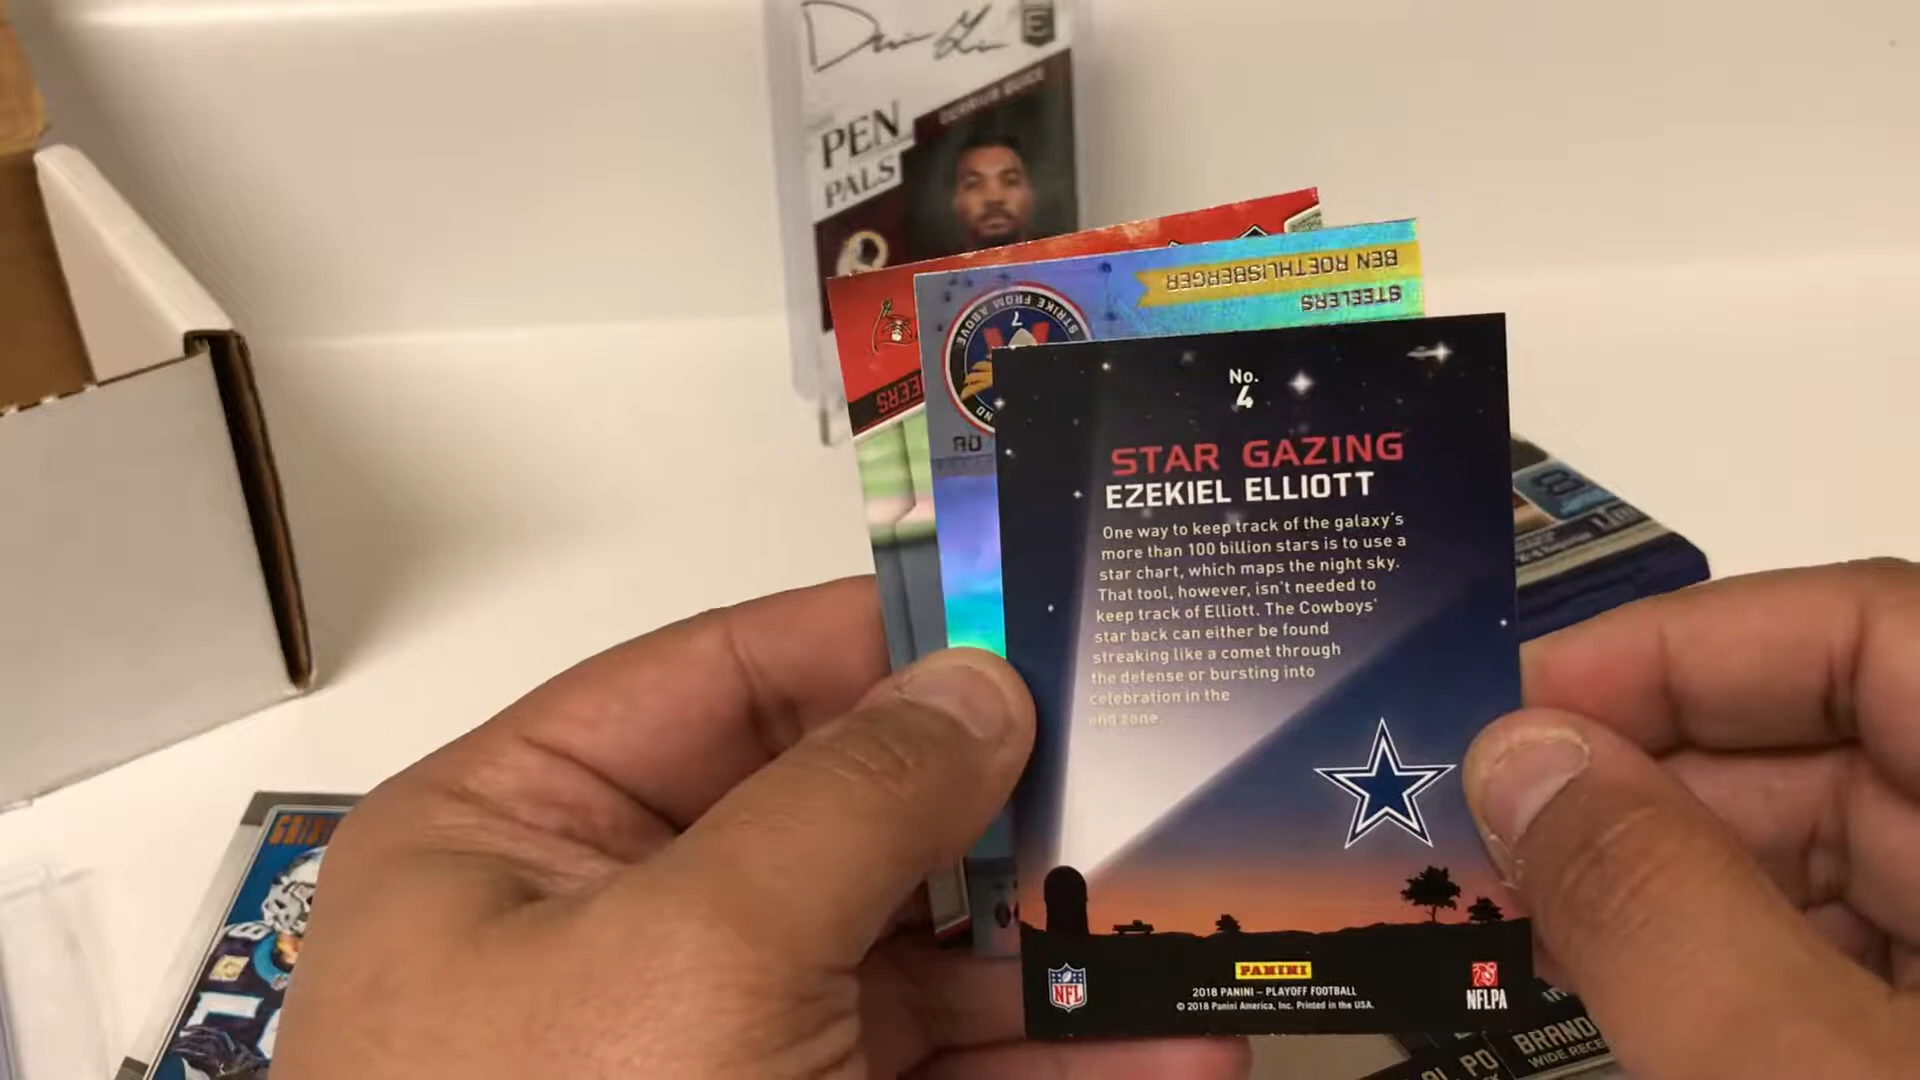 PEN
PALS
BEN ROETHLISBERGER
STEELERS
STRIKE FROM ABOVE
7
No.
4
STAR GAZING
EZEKIEL ELLIOTT
One way to keep track of the galaxy's
more than 100 billion stars is to use a
star chart, which maps the night sky.
That tool, however, isn't needed to
keep track of Elliott. The Cowboys'
star back can either be found
streaking like a comet through
the defense or bursting into
celebration in the
end zone.
PANINI
2018 PANINI – PLAYOFF FOOTBALL
© 2018 Panini America, Inc. Printed in the USA.
NFL
NFLPA